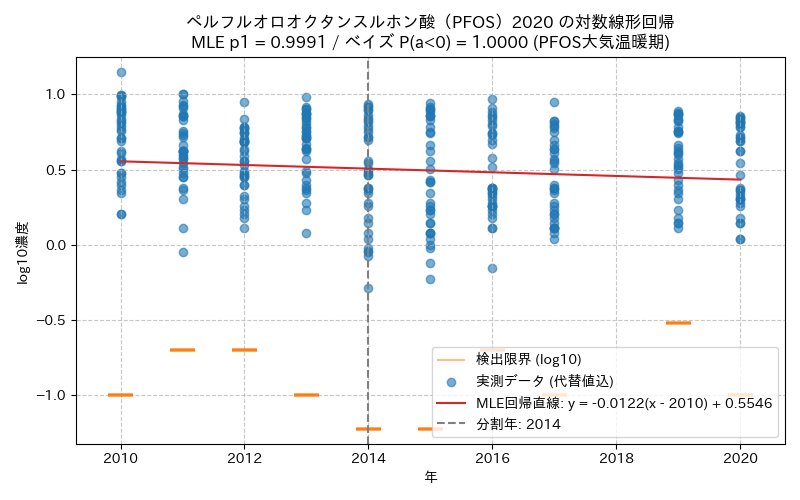 ペルフルオロオクタンスルホン酸（PFOS）2020 の対数線形回帰
MLE p1 = 0.9991 / ベイズ P(a<0) = 1.0000 (PFOS大気温暖期)
log10濃度
1.0
0.5
0.0
−0.5
−1.0
検出限界 (log10)
実測データ (代替値込)
MLE回帰直線: y = -0.0122(x - 2010) + 0.5546
分割年: 2014
2010
2012
2014
2016
2018
2020
年